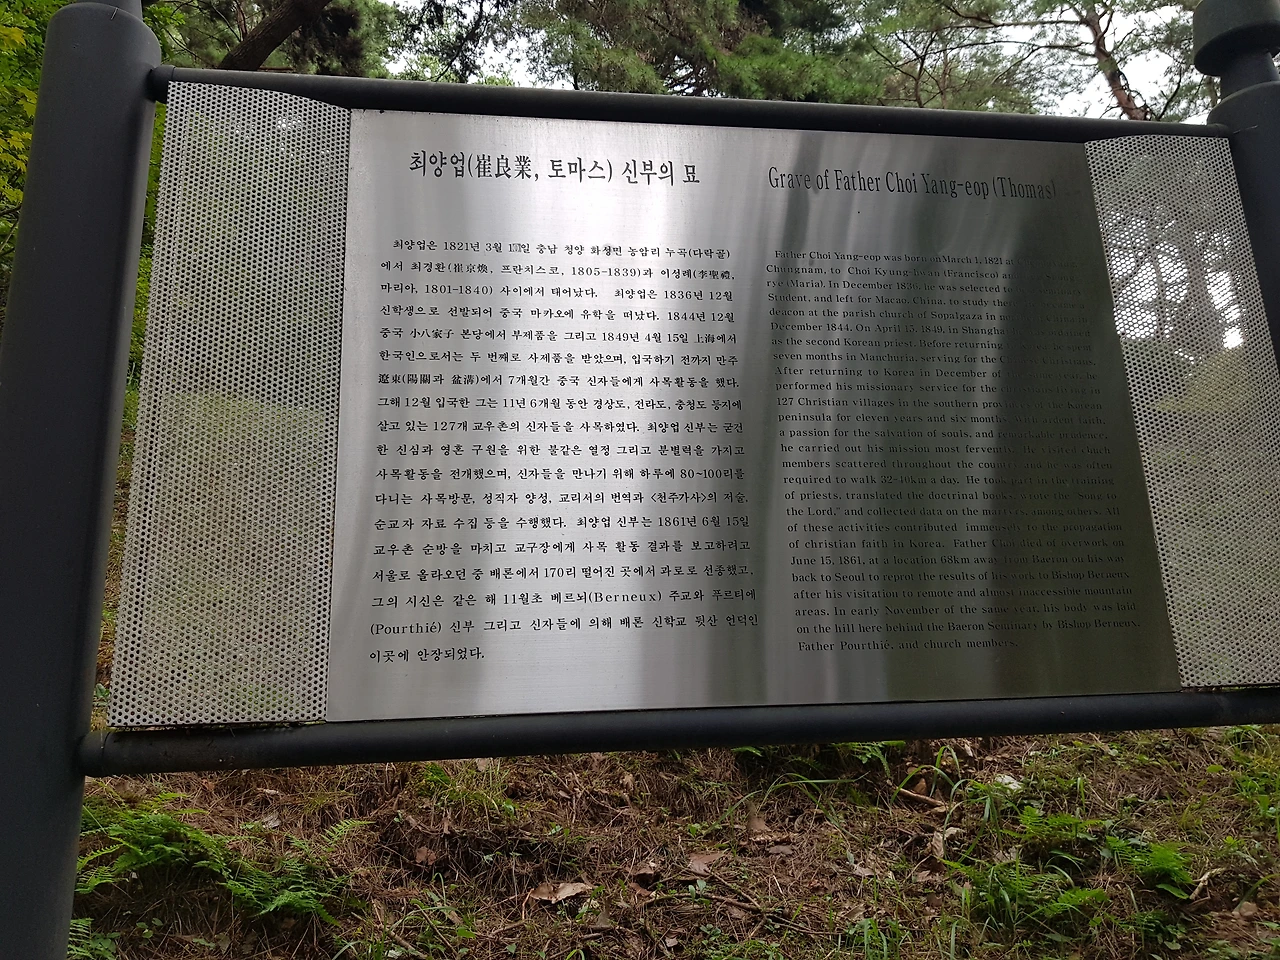 최양업(崔良業, 토마스) 신부의 묘
최양업은 1821년 3월 일 충남 청양 화성면 농암리 누곡(다락골)
에서 최경환(崔京煥, 프란치스코, 1805-1839)과 이성례(李聖禮,
마리아, 1801-1840) 사이에서 태어났다. 최양업은 1836년 12월
신학생으로 선발되어 중국 마카오에 유학을 떠났다. 1844년 12월
중국 小八家子 본당에서 부제품을 그리고 1849년 4월 15일 上海에서
한국인으로서는 두 번째로 사제품을 받았으며, 입국하기 전까지 만주
遼東(陽關과 盆溝)에서 7개월간 중국 신자들에게 사목활동을 했다.
그해 12월 입국한 그는 11년 6개월 동안 경상도, 전라도, 충청도 등지에
살고 있는 127개 교우촌의 신자들을 사목하였다. 최양업 신부는 굳건
한 신심과 영혼 구원을 위한 불같은 열정 그리고 분별력을 가지고
사목활동을 전개했으며, 신자들을 만나기 위해 하루에 80~100리를
다니는 사목방문, 성직자 양성, 교리서의 번역과 <천주가사>의 저술,
순교자 자료 수집 등을 수행했다. 최양업 신부는 1861년 6월 15일
교우촌 순방을 마치고 교구장에게 사목 활동 결과를 보고하려고
서울로 올라오던 중 배론에서 170리 떨어진 곳에서 과로로 선종했고,
그의 시신은 같은 해 11월초 베르뇌(Berneux) 주교와 푸르티에
(Pourthié) 신부 그리고 신자들에 의해 배론 신학교 뒷산 언덕인
이곳에 안장되었다.
Grave of Father Choi Yang-eop (Thomas)
Father Choi Yang-eop was born on March 1, 1821 at
Chungnam, to Choi Kyung-hwan (Francisco) and
rye (Maria). In December 1836, he was selected to
Student, and left for Macao, China, to study the
deacon at the parish church of Sopalgaza in
December 1844. On April 15, 1849, in Shanghai
as the second Korean priest. Before returning spent
seven months in Manchuria, serving for the
After returning to Korea in December of he
performed his missionary service for the
127 Christian villages in the southern provinces of the Korean
peninsula for eleven years and six months. With ardent faith,
a passion for the salvation of souls, and remarkable prudence,
he carried out his mission most fervently. He visited chuch
members scattered throughout the country and he was often
required to walk 32-40km a day. He took part in the training
of priests, translated the doctrinal books, wrote the "Song to
the Lord," and collected data on the martyrs, among others. All
of these activities contributed immensely to the propagation
of christian faith in Korea. Father Choi died of overwork on
June 15, 1861, at a location 68km away from Baeron on his way
back to Seoul to reprot the results of his work to Bishop Berneux
after his visitation to remote and almost inaccessible mountain
areas. In early November of the same year, his body was laid
on the hill here behind the Baeron Seminary by Bishop Berneux,
Father Pourthié, and church members.